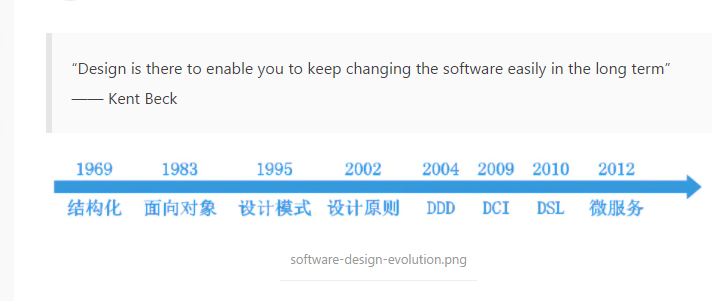 “Design is there to enable you to keep changing the software easily in the long term”
—— Kent Beck
1969 1983 1995 2002 2004 2009 2010 2012
结构化 面向对象 设计模式 设计原则 DDD DCI DSL 微服务
software-design-evolution.png